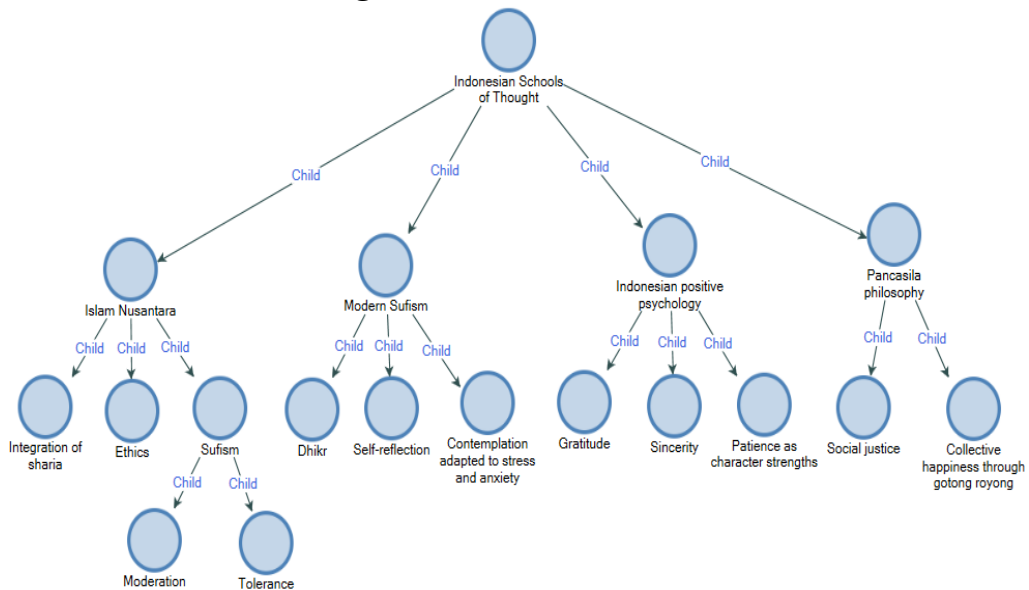 Indonesian Schools
of Thought
Child
Child
Child
Child
Islam Nusantara
Modern Sufism
Indonesian positive
psychology
Pancasila
philosophy
Child
Child
Child
Child
Child
Child
Child
Child
Child
Child
Child
Integration of
sharia
Ethics
Sufism
Dhikr
Self-reflection
Contemplation
adapted to stress
and anxiety
Gratitude
Sincerity
Patience as
character strengths
Social justice
Collective
happiness through
gotong royong
Child
Child
Moderation
Tolerance